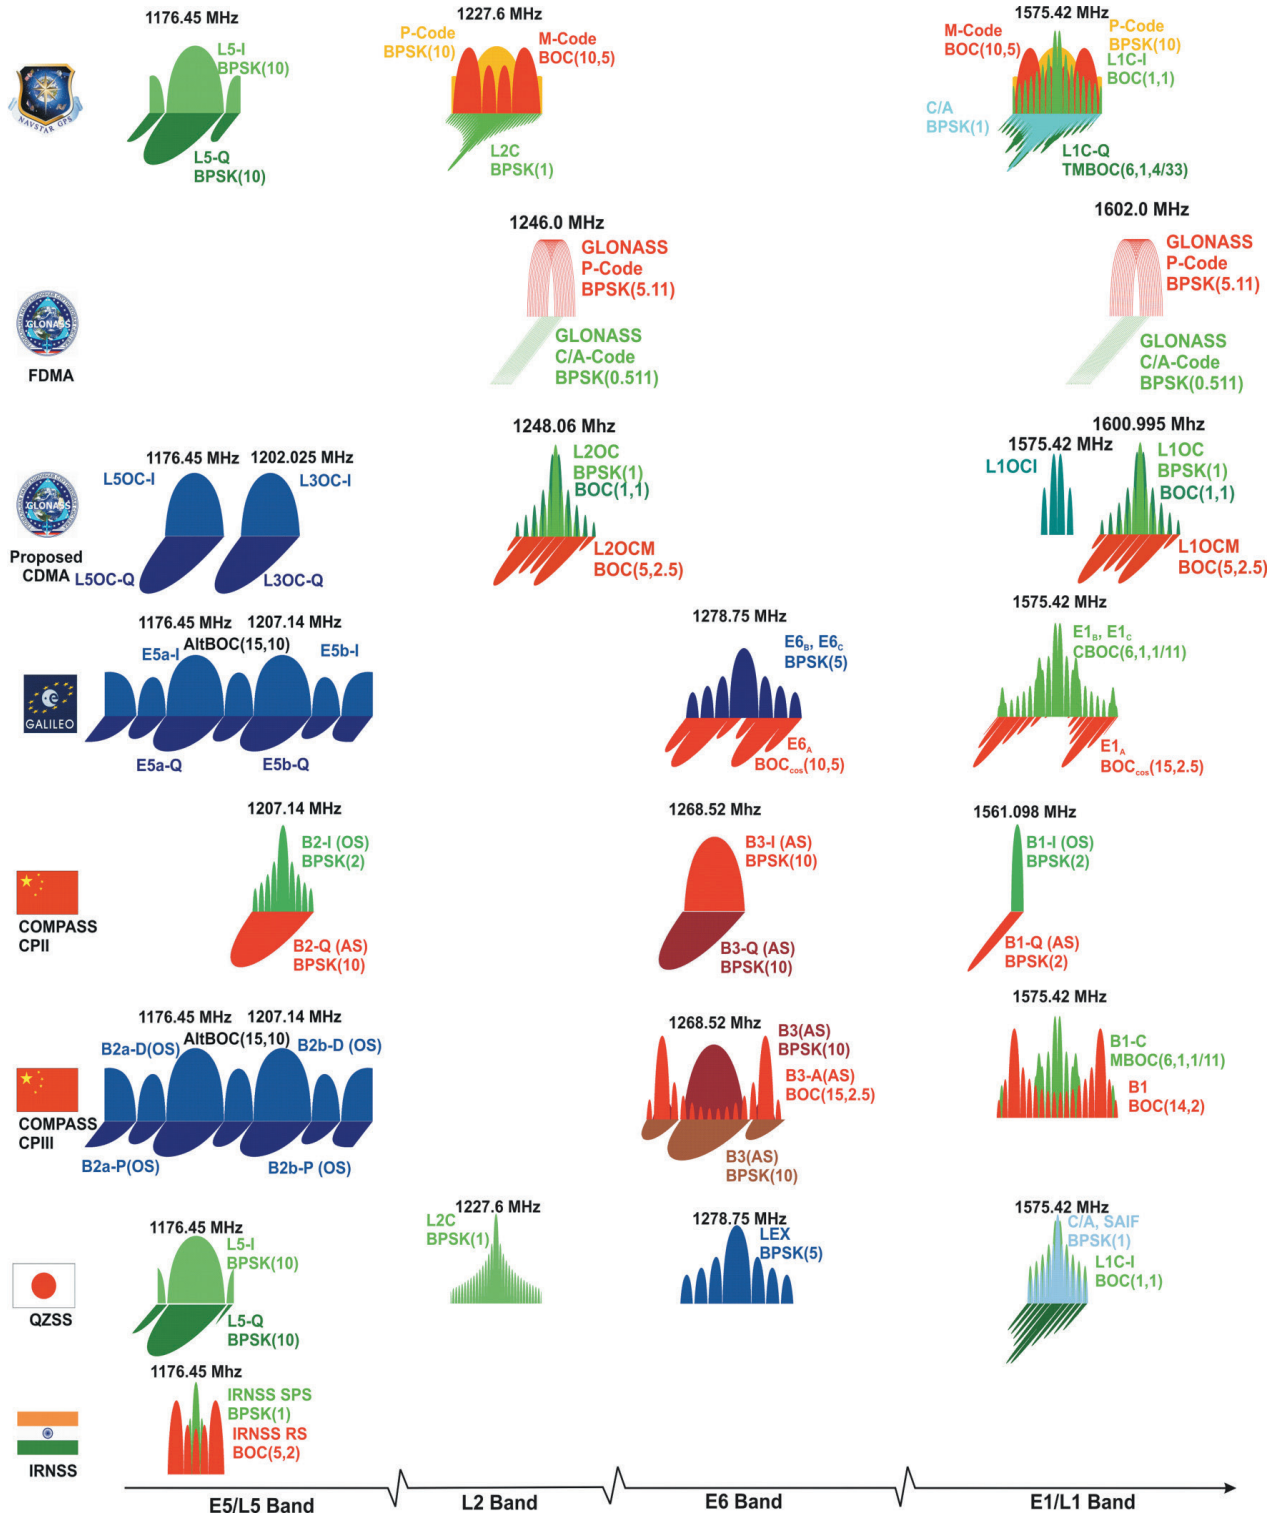 1176.45 MHz
1227.6 MHz
1575.42 MHz
L5-I
BPSK(10)
P-Code
BPSK(10)
M-Code
BOC(10,5)
M-Code
BOC(10,5)
P-Code
BPSK(10)
L1C-I
BOC(1,1)
NAVSTAR GPS
C/A
BPSK(1)
L5-Q
BPSK(10)
L2C
BPSK(1)
L1C-Q
TMBOC(6,1,4/33)
1246.0 MHz
1602.0 MHz
GLONASS
P-Code
BPSK(5.11)
GLONASS
P-Code
BPSK(5.11)
GLONASS
FDMA
GLONASS
C/A-Code
BPSK(0.511)
GLONASS
C/A-Code
BPSK(0.511)
1176.45 MHz
1202.025 MHz
1248.06 Mhz
1575.42 MHz
1600.995 Mhz
L5OC-I
L3OC-I
L2OC
BPSK(1)
BOC(1,1)
L1OCI
L1OC
BPSK(1)
BOC(1,1)
GLONASS
Proposed
CDMA
L5OC-Q
L3OC-Q
L2OCM
BOC(5,2.5)
L1OCM
BOC(5,2.5)
1176.45 MHz
1207.14 MHz
AltBOC(15,10)
1278.75 MHz
1575.42 MHz
E5a-I
E5b-I
E6B, E6C
BPSK(5)
E1B, E1C
CBOC(6,1,1/11)
GALILEO
E5a-Q
E5b-Q
E6A
BOCcos(10,5)
E1A
BOCcos(15,2.5)
1207.14 MHz
1268.52 Mhz
1561.098 MHz
B2-I (OS)
BPSK(2)
B3-I (AS)
BPSK(10)
B1-I (OS)
BPSK(2)
COMPASS
CPII
B2-Q (AS)
BPSK(10)
B3-Q (AS)
BPSK(10)
B1-Q (AS)
BPSK(2)
1176.45 MHz
1207.14 MHz
AltBOC(15,10)
1268.52 Mhz
1575.42 MHz
B2a-D(OS)
B2b-D (OS)
B3(AS)
BPSK(10)
B3-A(AS)
BOC(15,2.5)
B1-C
MBOC(6,1,1/11)
B1
BOC(14,2)
COMPASS
CPIII
B2a-P(OS)
B2b-P (OS)
B3(AS)
BPSK(10)
1176.45 MHz
1227.6 MHz
1278.75 MHz
1575.42 MHz
L5-I
BPSK(10)
L2C
BPSK(1)
LEX
BPSK(5)
C/A, SAIF
BPSK(1)
L1C-I
BOC(1,1)
QZSS
L5-Q
BPSK(10)
1176.45 Mhz
IRNSS SPS
BPSK(1)
IRNSS RS
BOC(5,2)
IRNSS
E5/L5 Band
L2 Band
E6 Band
E1/L1 Band